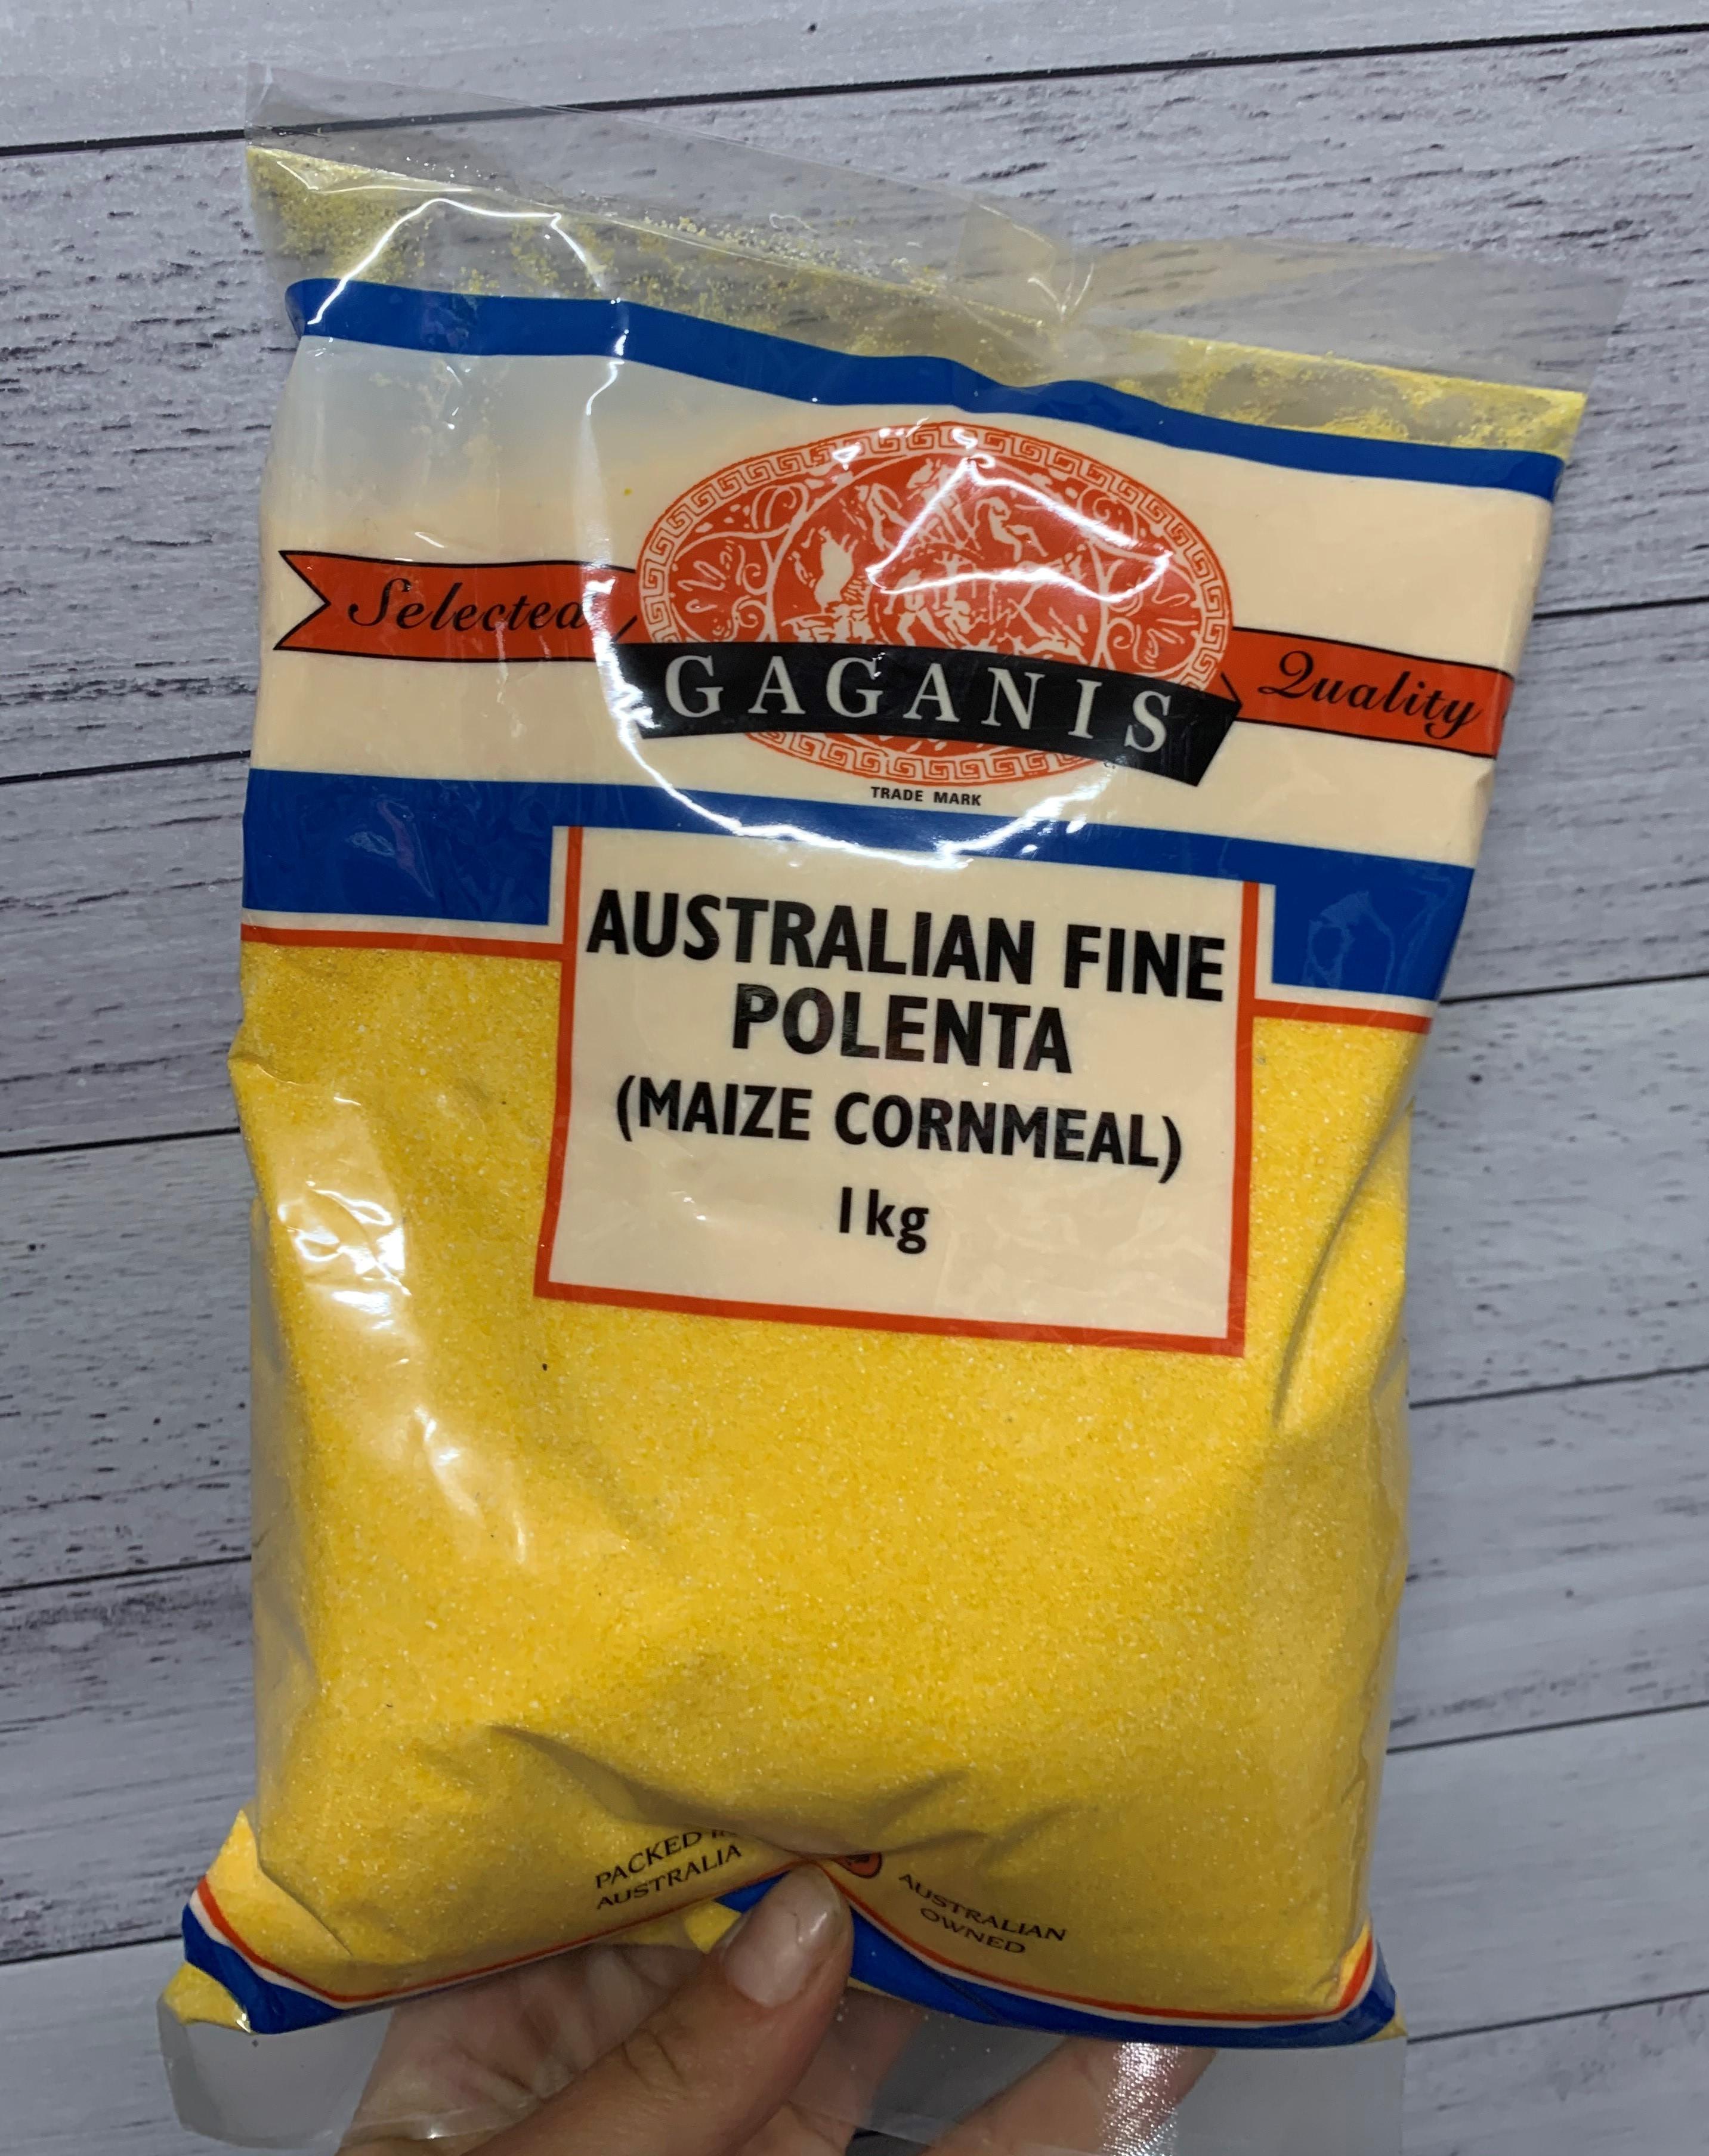 Selected
GAGANIS
Quality
TRADE MARK
AUSTRALIAN FINE
POLENTA
(MAIZE CORNMEAL)
1kg
PACKED
AUSTRALIA
AUSTRALIAN
OWNED